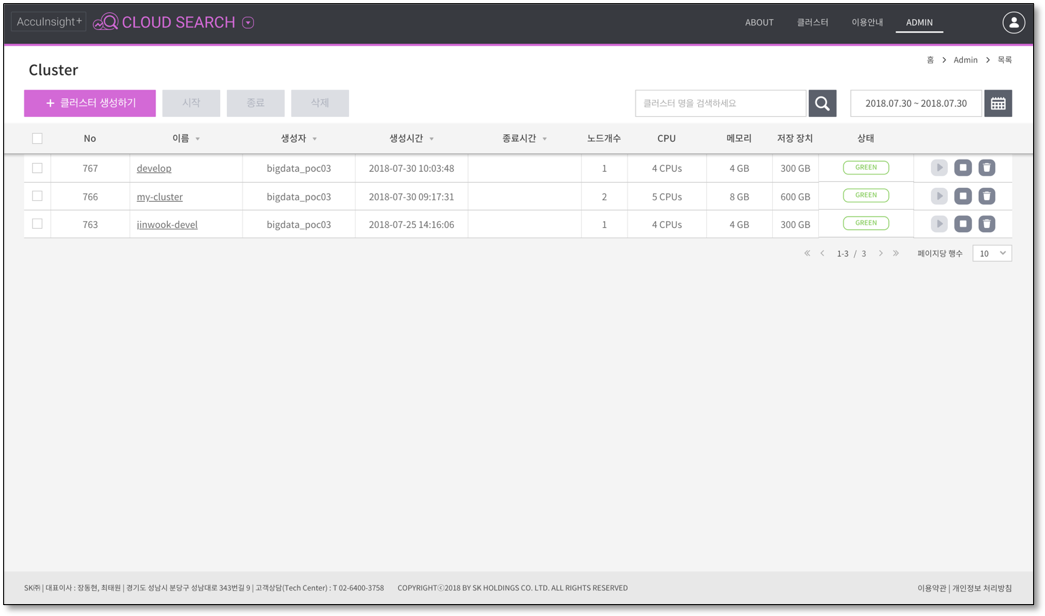 AccuInsight+ CLOUD SEARCH ABOUT 클러스터 이용안내 ADMIN
홈 > Admin > 목록
Cluster
+ 클러스터 생성하기 시작 종료 삭제 클러스터 명을 검색하세요 2018.07.30 ~ 2018.07.30
No 이름 생성자 생성시간 종료시간 노드개수 CPU 메모리 저장 장치 상태
767 develop bigdata_poc03 2018-07-30 10:03:48 1 4 CPUs 4 GB 300 GB GREEN
766 my-cluster bigdata_poc03 2018-07-30 09:17:31 2 5 CPUs 8 GB 600 GB GREEN
763 jinwook-devel bigdata_poc03 2018-07-25 14:16:06 1 4 CPUs 4 GB 300 GB GREEN
« ‹ 1-3 / 3 › » 페이지당 행수 10
SK㈜ | 대표이사 : 장동현, 최태원 | 경기도 성남시 분당구 성남대로 343번길 9 | 고객상담(Tech Center) : T 02-6400-3758 COPYRIGHTⓒ2018 BY SK HOLDINGS CO. LTD. ALL RIGHTS RESERVED 이용약관 | 개인정보 처리방침